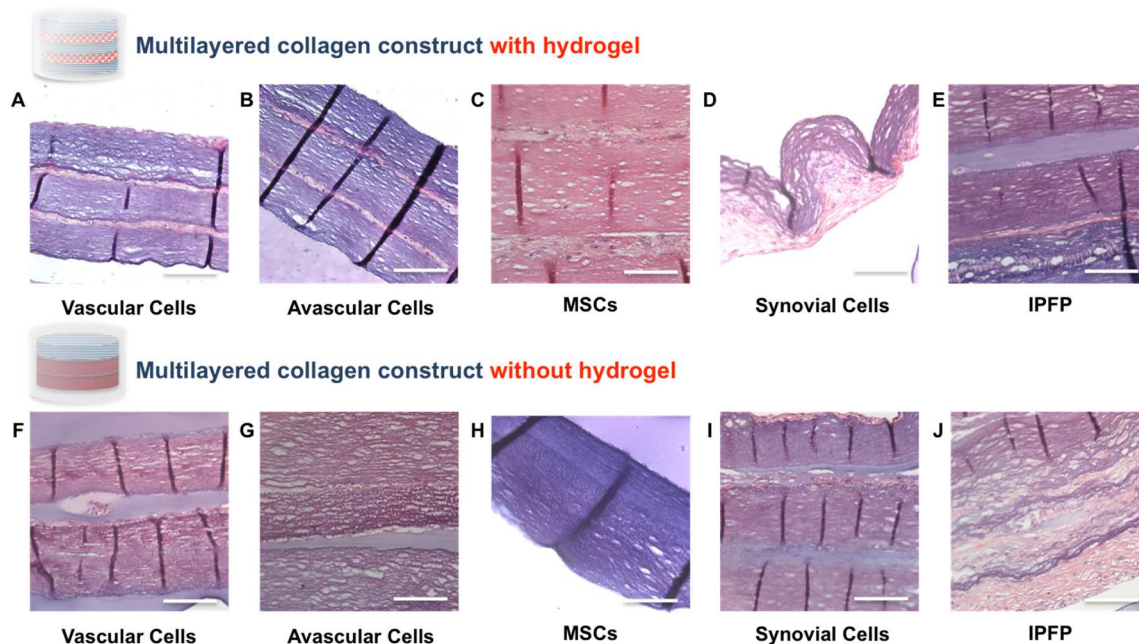 Multilayered collagen construct with hydrogel
A
B
C
D
E
Vascular Cells
Avascular Cells
MSCs
Synovial Cells
IPFP
Multilayered collagen construct without hydrogel
F
G
H
I
J
Vascular Cells
Avascular Cells
MSCs
Synovial Cells
IPFP